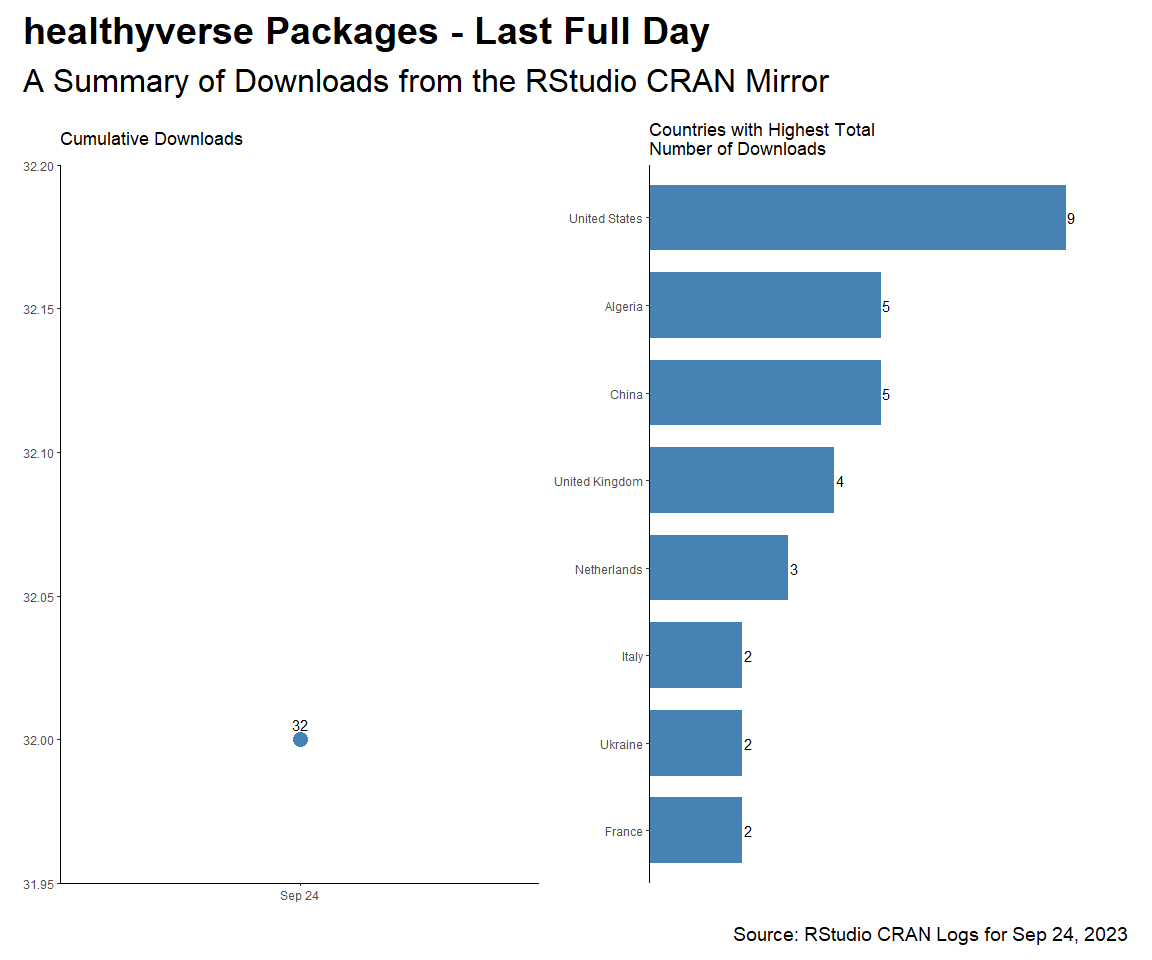 healthyverse Packages - Last Full Day
A Summary of Downloads from the RStudio CRAN Mirror
Cumulative Downloads
32.20
32.15
32.10
32.05
32.00
31.95
32
Sep 24
Countries with Highest Total
Number of Downloads
United States 9
Algeria 5
China 5
United Kingdom 4
Netherlands 3
Italy 2
Ukraine 2
France 2
Source: RStudio CRAN Logs for Sep 24, 2023